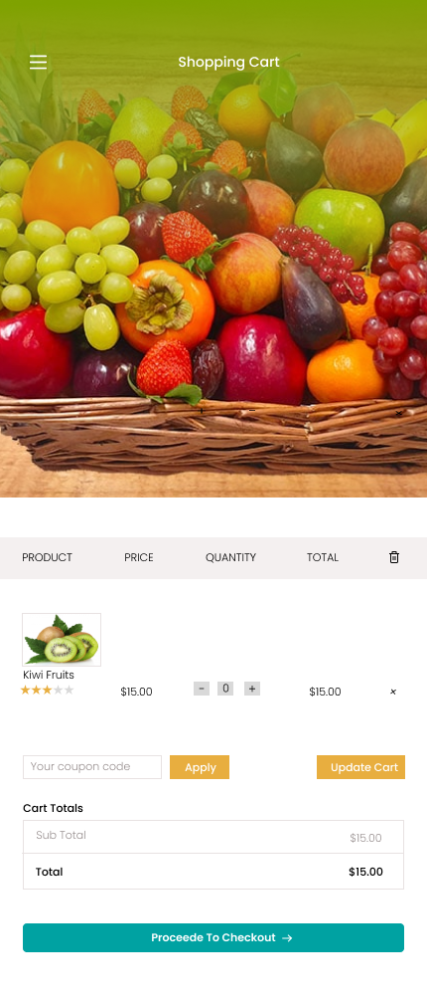 Shopping Cart
PRODUCT PRICE QUANTITY TOTAL
Kiwi Fruits
$15.00 - 0 + $15.00 ×
Your coupon code Apply Update Cart
Cart Totals
Sub Total $15.00
Total $15.00
Proceede To Checkout →